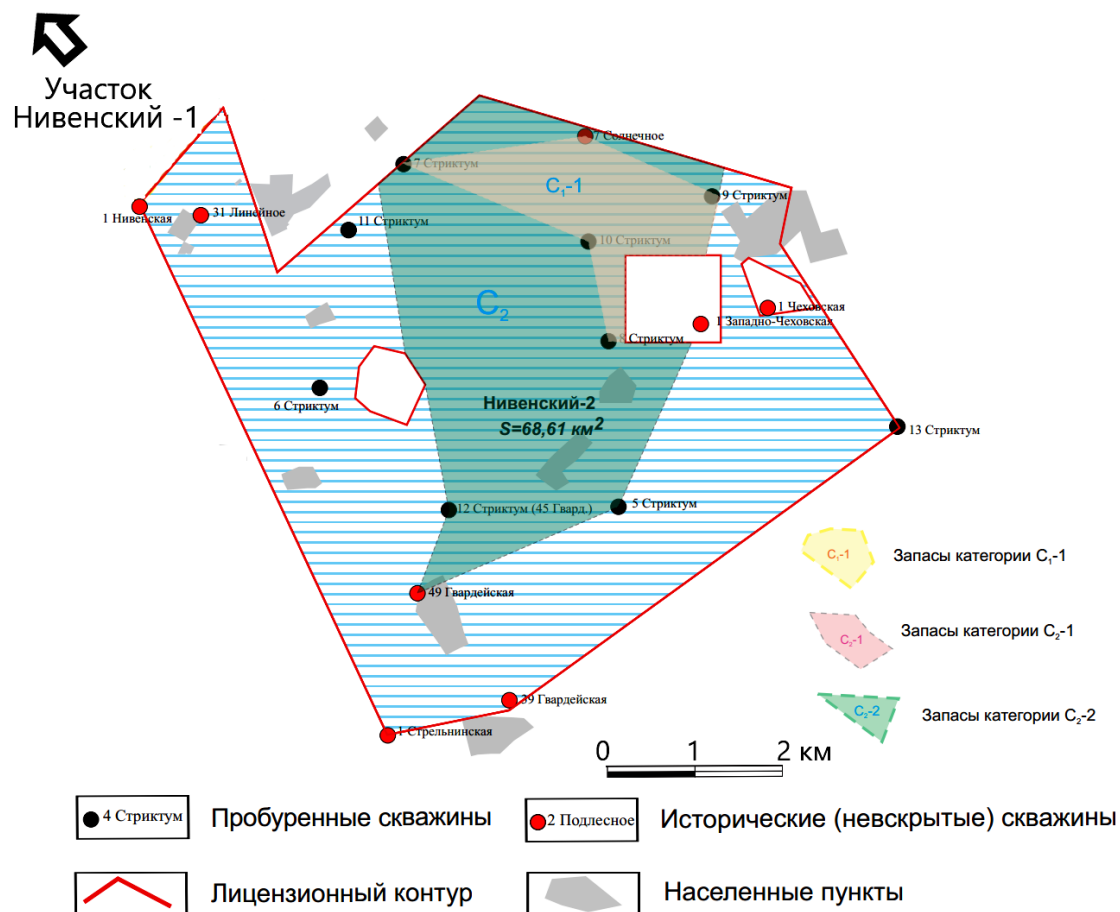 Участок
Нивенский -1
7 Солнечное
7 Стриктум
C₁-1
9 Стриктум
1 Нивенская
31 Линейное
11 Стриктум
10 Стриктум
C₂
1 Чеховская
1 Западно-Чеховская
8 Стриктум
6 Стриктум
Нивенский-2
S=68,61 км²
13 Стриктум
12 Стриктум (45 Гвард.)
5 Стриктум
C₁-1
Запасы категории C₁-1
49 Гвардейская
C₂-1
Запасы категории C₂-1
39 Гвардейская
C₂-2
Запасы категории C₂-2
1 Стрельнинская
0 1 2 км
4 Стриктум
Пробуренные скважины
2 Подлесное
Исторические (невскрытые) скважины
Лицензионный контур
Населенные пункты